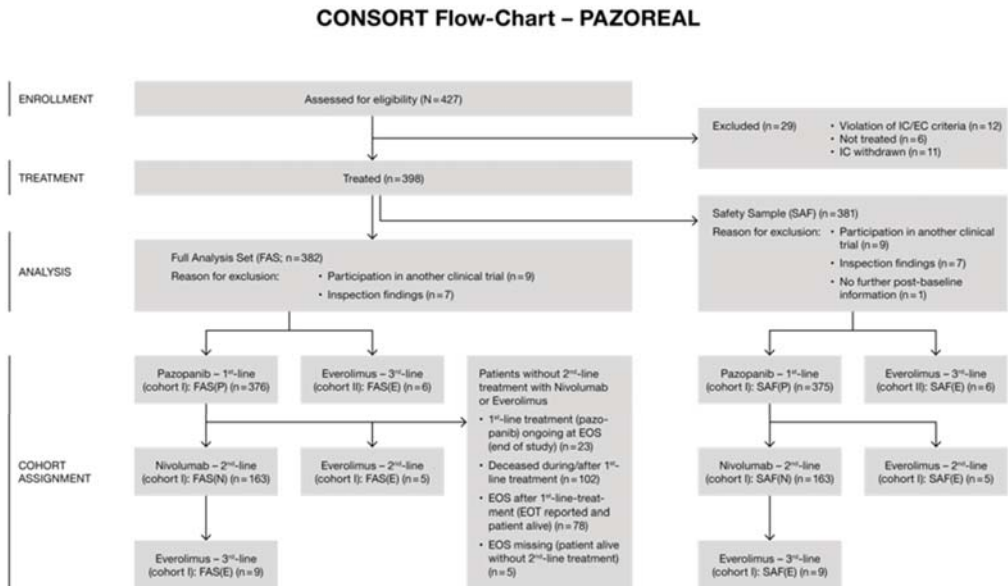 CONSORT Flow-Chart – PAZOREAL
ENROLLMENT
Assessed for eligibility (N=427)
Excluded (n=29)
• Violation of IC/EC criteria (n=12)
• Not treated (n=6)
• IC withdrawn (n=11)
TREATMENT
Treated (n=398)
Safety Sample (SAF) (n=381)
Reason for exclusion:
• Participation in another clinical
trial (n=9)
• Inspection findings (n=7)
• No further post-baseline
information (n=1)
ANALYSIS
Full Analysis Set (FAS; n=382)
Reason for exclusion:
• Participation in another clinical trial (n=9)
• Inspection findings (n=7)
COHORT
ASSIGNMENT
Pazopanib – 1st-line
(cohort I): FAS(P) (n=376)
Everolimus – 3rd-line
(cohort II): FAS(E) (n=6)
Patients without 2nd-line
treatment with Nivolumab
or Everolimus
• 1st-line treatment (pazo-
panib) ongoing at EOS
(end of study) (n=23)
• Deceased during/after 1st-
line treatment (n=102)
• EOS after 1st-line-treat-
ment (EOT reported and
patient alive) (n=78)
• EOS missing (patient alive
without 2nd-line treatment)
(n=5)
Pazopanib – 1st-line
(cohort I): SAF(P) (n=375)
Everolimus – 3rd-line
(cohort II): SAF(E) (n=6)
Nivolumab – 2nd-line
(cohort I): FAS(N) (n=163)
Everolimus – 2nd-line
(cohort I): FAS(E) (n=5)
Nivolumab – 2nd-line
(cohort I): SAF(N) (n=163)
Everolimus – 2nd-line
(cohort I): SAF(E) (n=5)
Everolimus – 3rd-line
(cohort I): FAS(E) (n=9)
Everolimus – 3rd-line
(cohort I): SAF(E) (n=9)